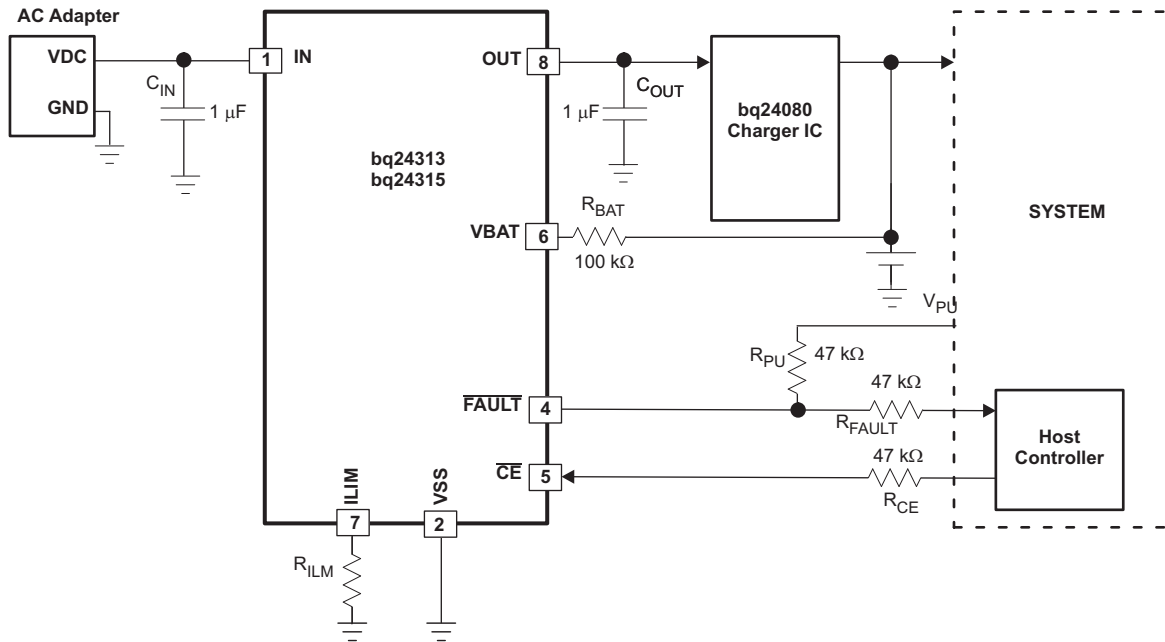 AC Adapter
VDC
GND
C_IN
1 μF
1
IN
OUT
8
C_OUT
1 μF
bq24080
Charger IC
bq24313
bq24315
SYSTEM
VBAT
6
R_BAT
100 kΩ
V_PU
R_PU
47 kΩ
FAULT
4
47 kΩ
R_FAULT
Host
Controller
CE
5
47 kΩ
R_CE
ILIM
7
VSS
2
R_ILM